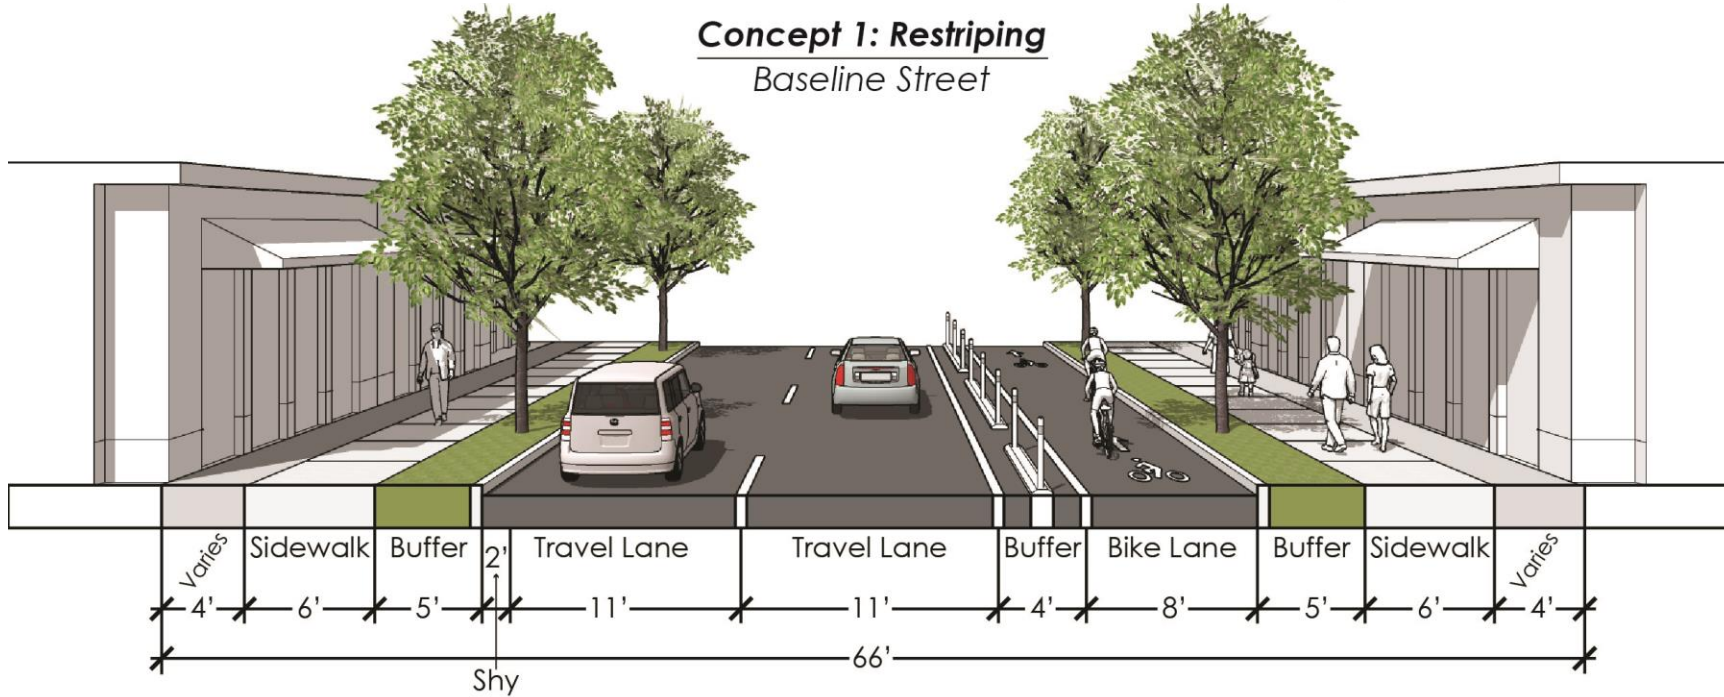 Concept 1: Restriping
Baseline Street
Varies Sidewalk Buffer 2' Travel Lane Travel Lane Buffer Bike Lane Buffer Sidewalk Varies
4' 6' 5' 11' 11' 4' 8' 5' 6' 4'
66'
Shy